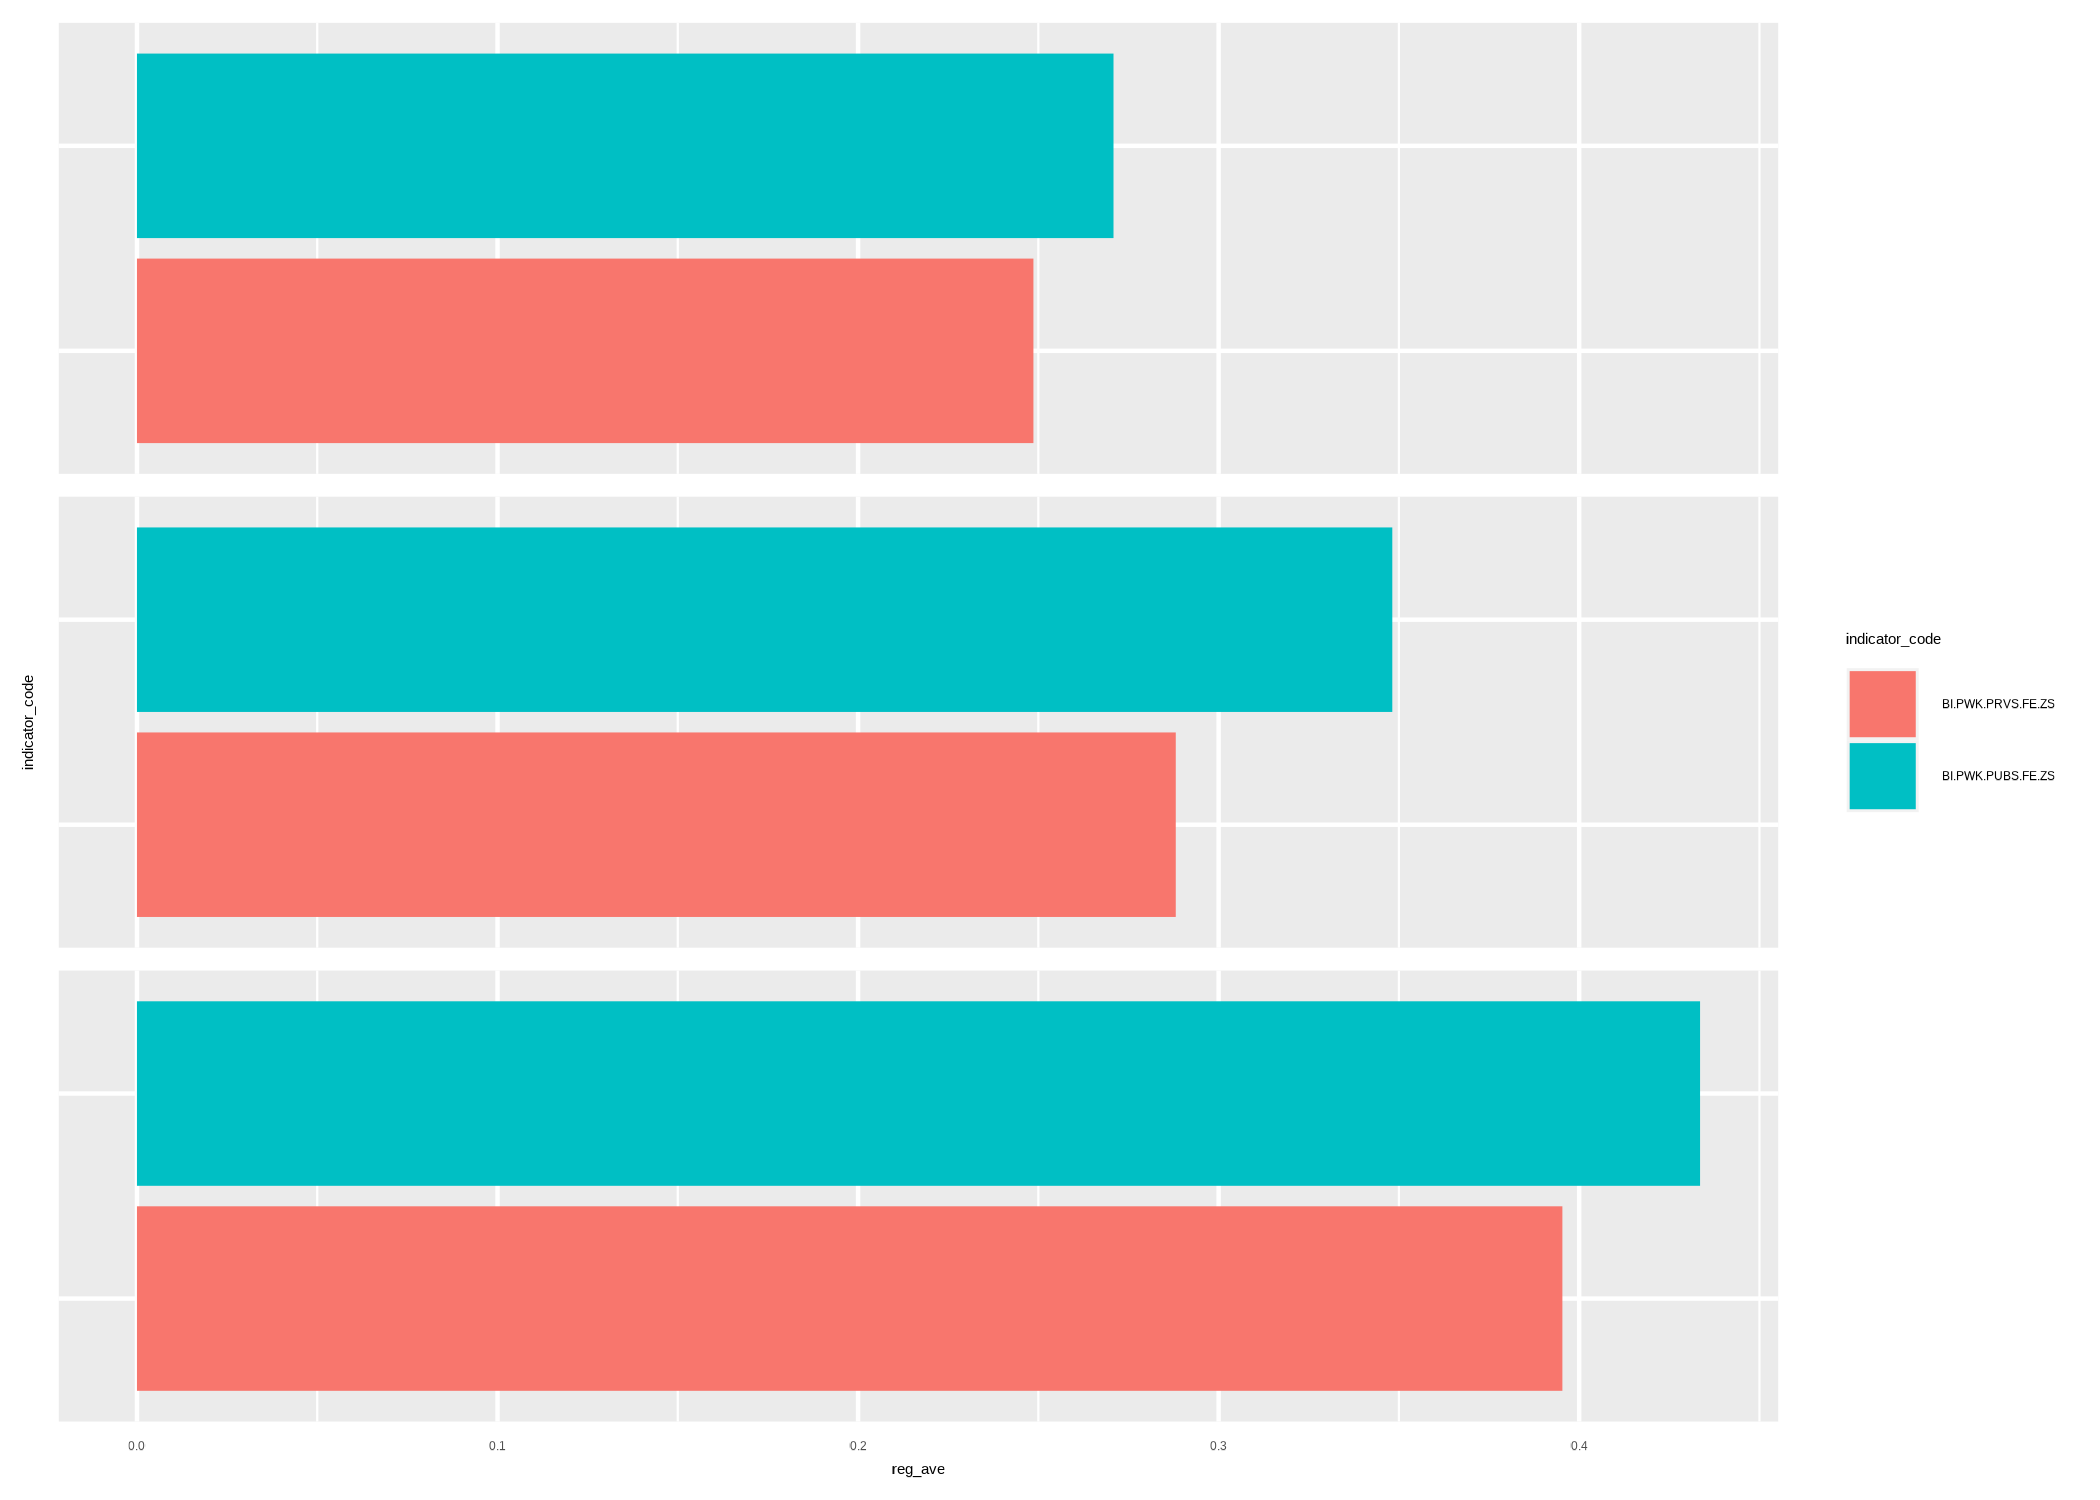 indicator_code
indicator_code
BI.PWK.PRVS.FE.ZS
BI.PWK.PUBS.FE.ZS
0.0 0.1 0.2 0.3 0.4
reg_ave